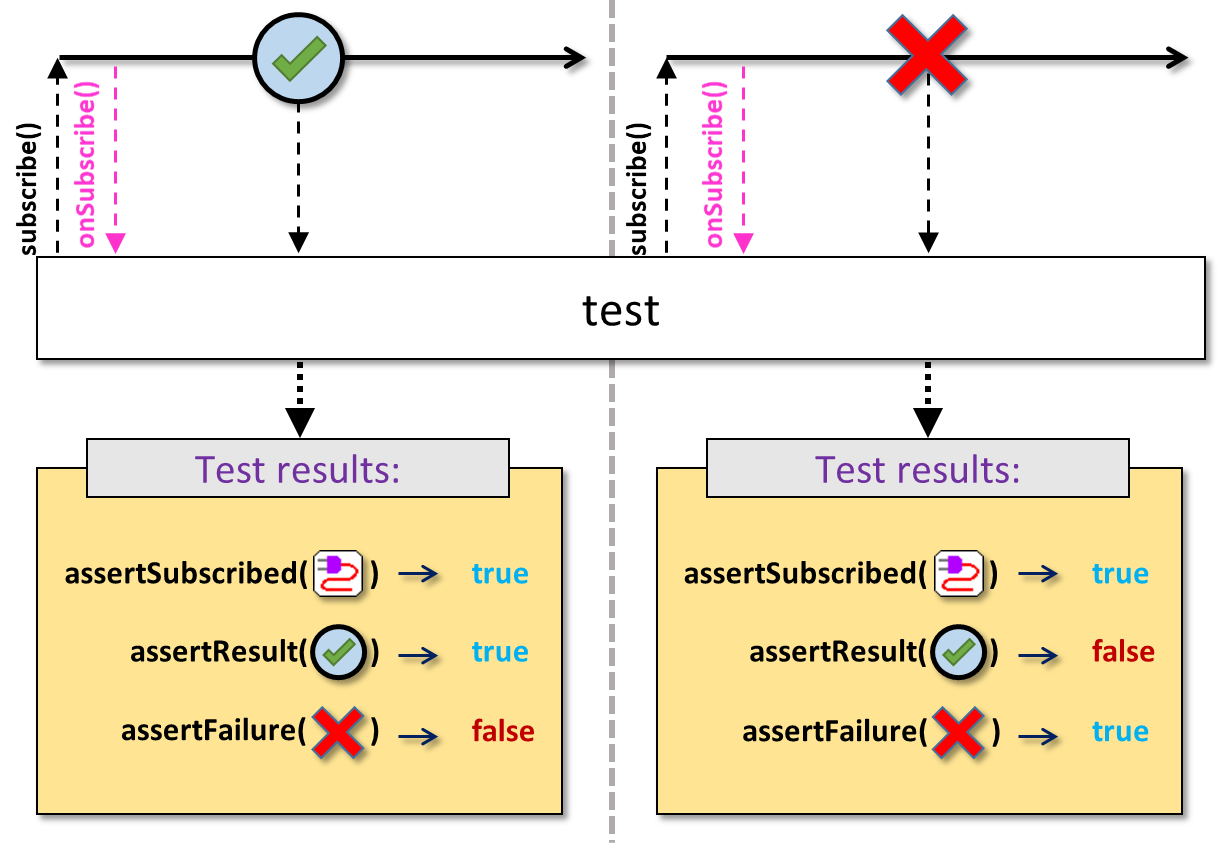 subscribe()
onSubscribe()
subscribe()
onSubscribe()
test
Test results:
assertSubscribed( ) true
assertResult( ) true
assertFailure( ) false
Test results:
assertSubscribed( ) true
assertResult( ) false
assertFailure( ) true